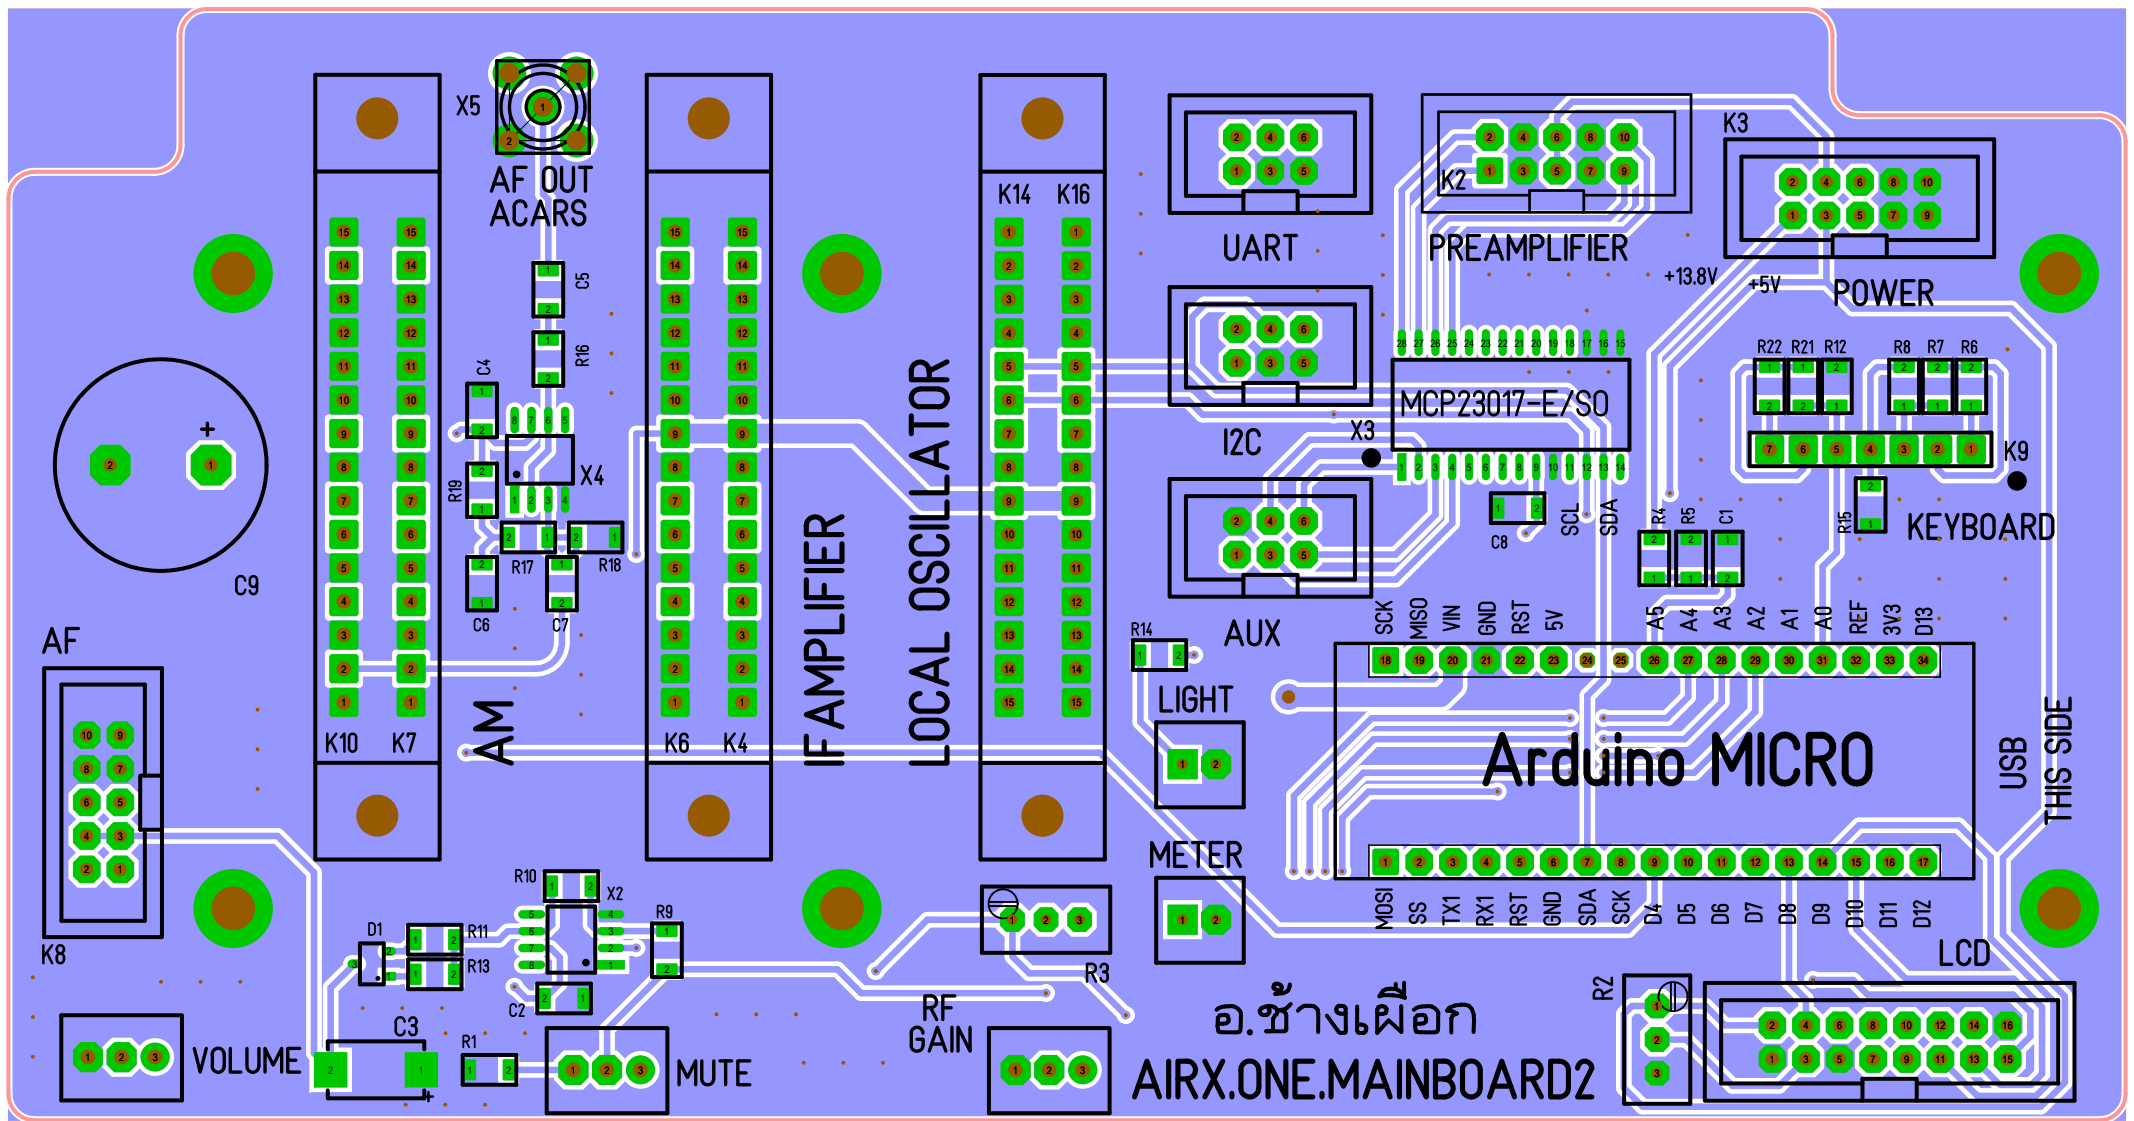 X5
AF OUT
ACARS
K14 K16
UART
K2
PREAMPLIFIER
K3
+13.8V
+5V
POWER
C5
R16
C4
R19
X4
R17 R18
C6 C7
C9
AF
K8
K10 K7
AM
K6 K4
IF AMPLIFIER
LOCAL OSCILLATOR
I2C
X3
MCP23017-E/SO
C8
SCL
SDA
AUX
R22 R21 R12 R8 R7 R6
K9
R15
KEYBOARD
R4 R5 C1
R14
LIGHT
METER
SCK MISO VIN GND RST 5V A5 A4 A3 A2 A1 A0 REF 3V3 D13
Arduino MICRO
USB
THIS SIDE
MOSI SS TX1 RX1 RST GND SDA SCK D4 D5 D6 D7 D8 D9 D10 D11 D12
R10
X2
R9
D1
R11
R13
C2
R3
R2
LCD
RF
GAIN
VOLUME
C3
+
R1
MUTE
อ.ช้างเผือก
AIRX.ONE.MAINBOARD2